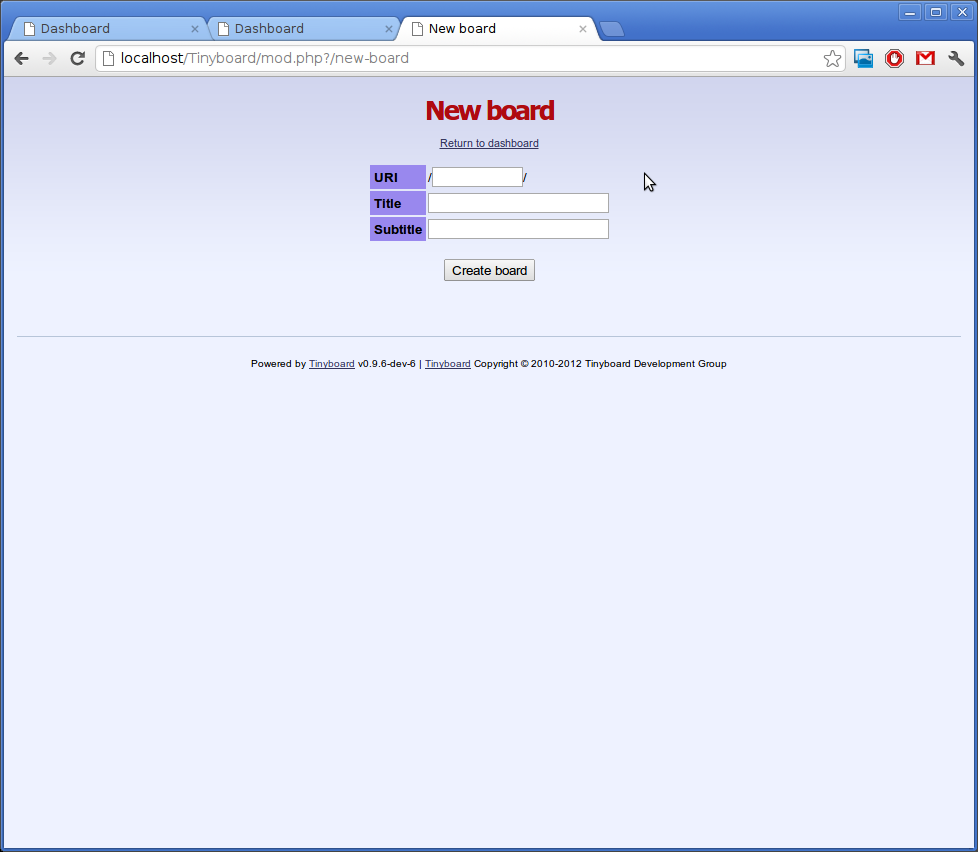 Dashboard
Dashboard
New board
localhost/Tinyboard/mod.php?/new-board
New board
Return to dashboard
URI / /
Title
Subtitle
Create board
Powered by Tinyboard v0.9.6-dev-6 | Tinyboard Copyright © 2010-2012 Tinyboard Development Group